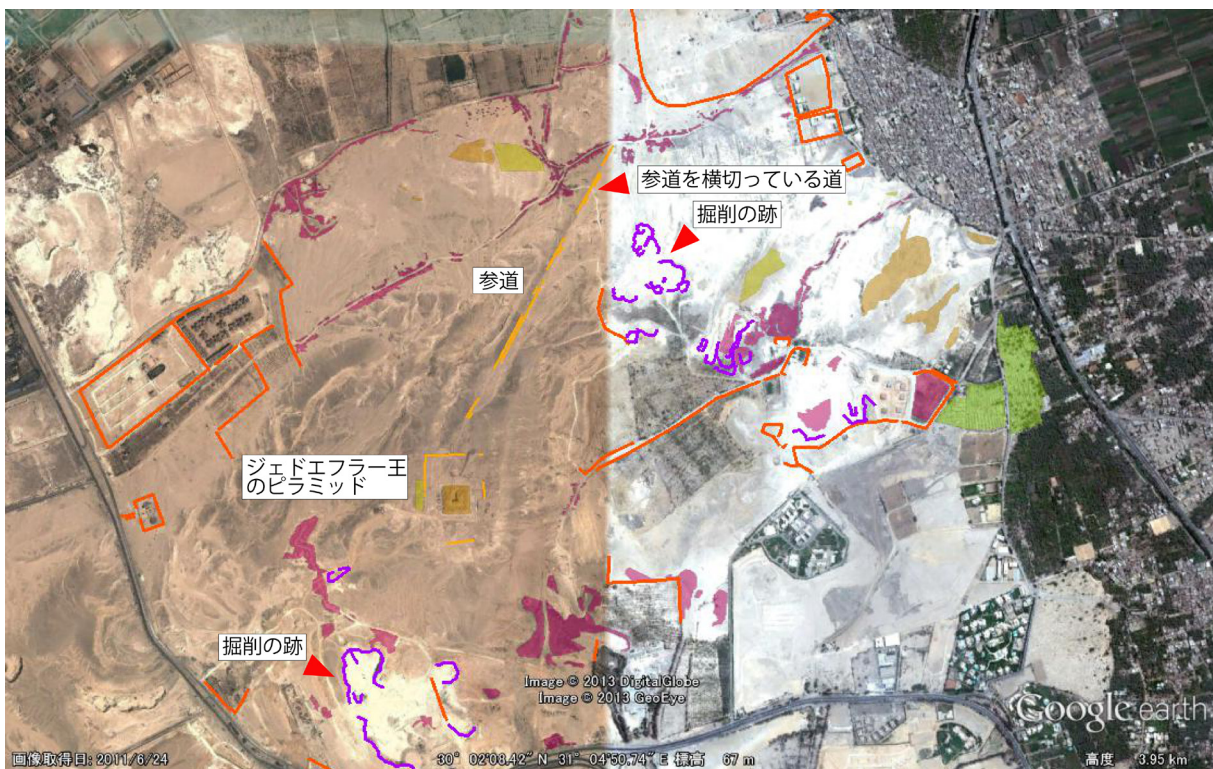 参道を横切っている道
掘削の跡
参道
ジェドエフラー王
のピラミッド
掘削の跡
Image © 2013 DigitalGlobe
Image © 2013 GeoEye
Google earth
画像取得日: 2011/6/24
30° 02'08.42" N 31° 04'50.74" E 標高 67 m
高度 3.95 km